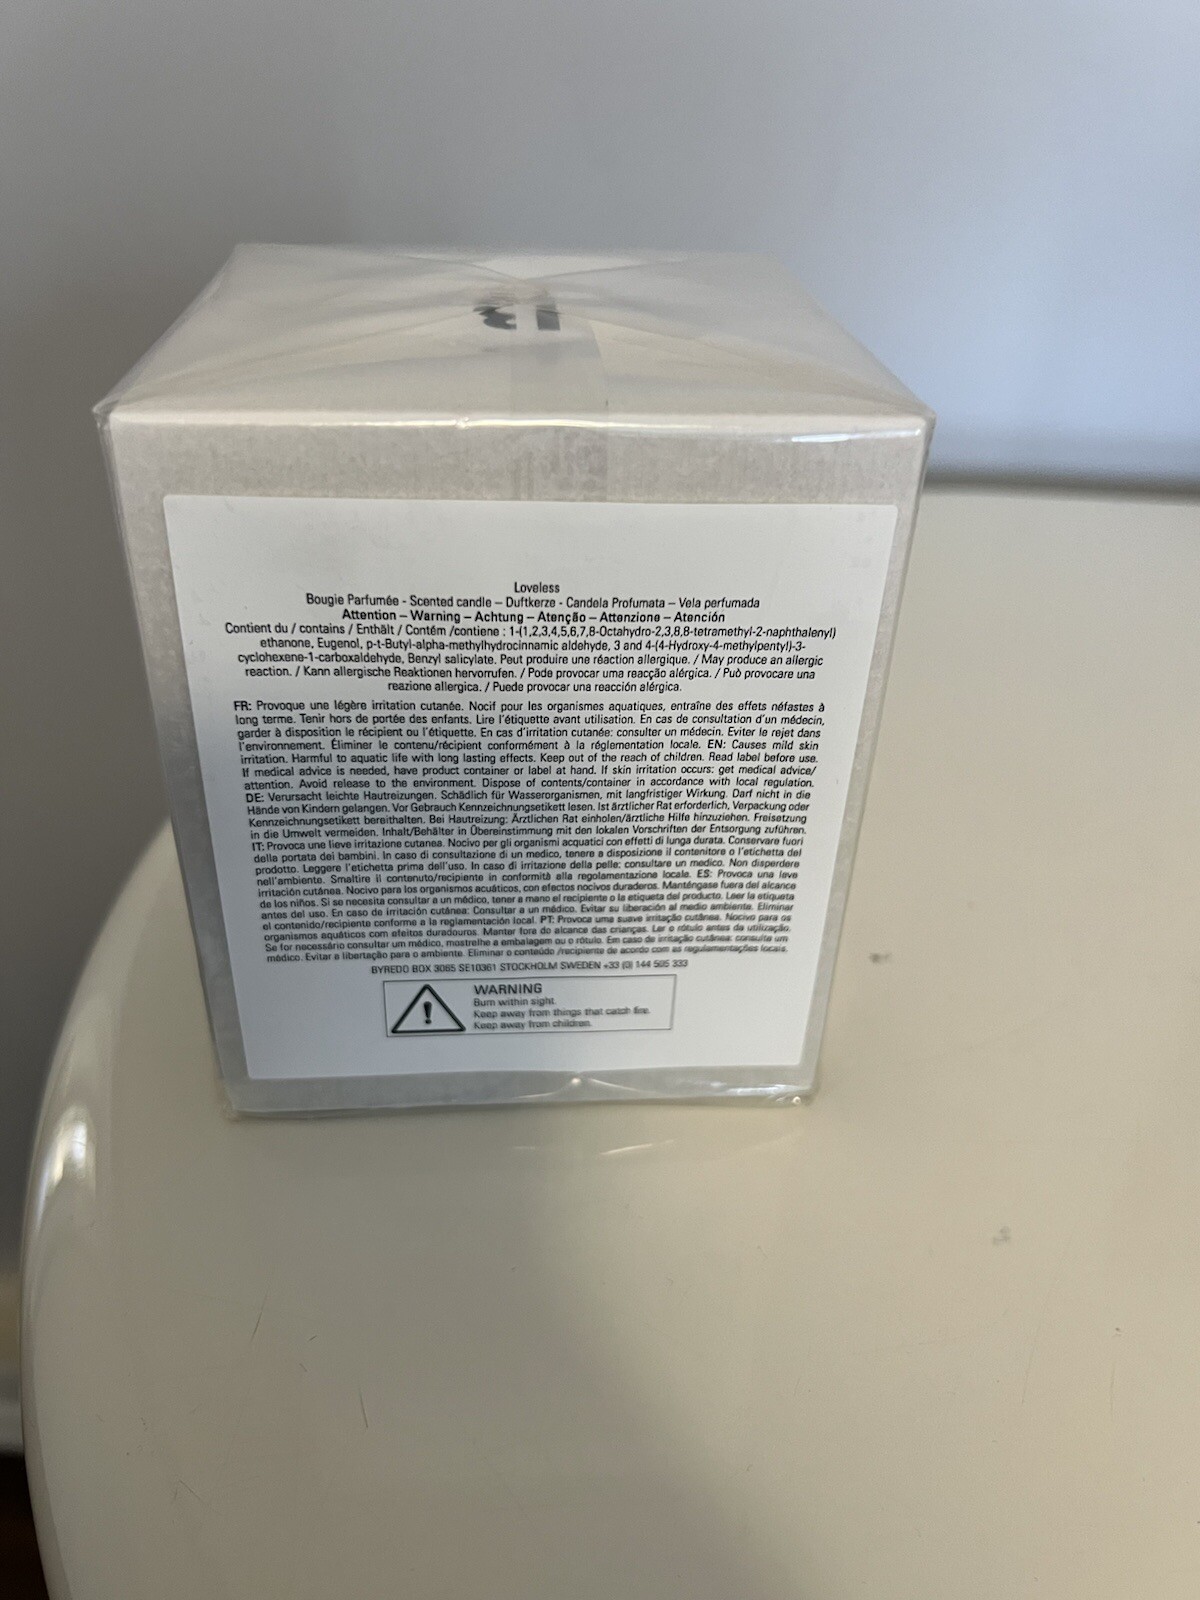 Loveless
Bougie Parfumée - Scented candle – Duftkerze - Candela Profumata – Vela perfumada
Attention – Warning – Achtung – Atenção – Attenzione – Atención
Contient du / contains / Enthält / Contém /contiene : 1-(1,2,3,4,5,6,7,8-Octahydro-2,3,8,8-tetramethyl-2-naphthalenyl)
ethanone, Eugenol, p-t-Butyl-alpha-methylhydrocinnamic aldehyde, 3 and 4-(4-Hydroxy-4-methylpentyl)-3-
cyclohexene-1-carboxaldehyde, Benzyl salicylate. Peut produire une réaction allergique. / May produce an allergic
reaction. / Kann allergische Reaktionen hervorrufen. / Pode provocar uma reacção alérgica. / Può provocare una
reazione allergica. / Puede provocar una reacción alérgica.
FR: Provoque une légère irritation cutanée. Nocif pour les organismes aquatiques, entraîne des effets néfastes à
long terme. Tenir hors de portée des enfants. Lire l'étiquette avant utilisation. En cas de consultation d'un médecin,
garder à disposition le récipient ou l'étiquette. En cas d'irritation cutanée: consulter un médecin. Eviter le rejet dans
l'environnement. Éliminer le contenu/récipient conformément à la réglementation locale. EN: Causes mild skin
irritation. Harmful to aquatic life with long lasting effects. Keep out of the reach of children. Read label before use.
If medical advice is needed, have product container or label at hand. If skin irritation occurs: get medical advice/
attention. Avoid release to the environment. Dispose of contents/container in accordance with local regulation.
DE: Verursacht leichte Hautreizungen. Schädlich für Wasserorganismen, mit langfristiger Wirkung. Darf nicht in die
Hände von Kindern gelangen. Vor Gebrauch Kennzeichnungsetikett lesen. Ist ärztlicher Rat erforderlich, Verpackung oder
Kennzeichnungsetikett bereithalten. Bei Hautreizung: Ärztlichen Rat einholen/ärztliche Hilfe hinzuziehen. Freisetzung
in die Umwelt vermeiden. Inhalt/Behälter in Übereinstimmung mit den lokalen Vorschriften der Entsorgung zuführen.
IT: Provoca una lieve irritazione cutanea. Nocivo per gli organismi acquatici con effetti di lunga durata. Conservare fuori
della portata dei bambini. In caso di consultazione di un medico, tenere a disposizione il contenitore o l'etichetta del
prodotto. Leggere l'etichetta prima dell'uso. In caso di irritazione della pelle: consultare un medico. Non disperdere
nell'ambiente. Smaltire il contenuto/recipiente in conformità alla regolamentazione locale. ES: Provoca una leve
irritación cutánea. Nocivo para los organismos acuáticos, con efectos nocivos duraderos. Manténgase fuera del alcance
de los niños. Si se necesita consultar a un médico, tener a mano el recipiente o la etiqueta del producto. Leer la etiqueta
antes del uso. En caso de irritación cutánea: Consultar a un médico. Evitar su liberación al medio ambiente. Eliminar
el contenido/recipiente conforme a la reglamentación local. PT: Provoca uma suave irritação cutânea. Nocivo para os
organismos aquáticos com efeitos duradouros. Manter fora do alcance das crianças. Ler o rótulo antes da utilização.
Se for necessário consultar um médico, mostrelhe a embalagem ou o rótulo. Em caso de irritação cutânea: consulte um
médico. Evitar a libertação para o ambiente. Eliminar o conteúdo /recipiente de acordo com as regulamentações locais.
BYREDO BOX 3065 SE10361 STOCKHOLM SWEDEN +33 (0) 144 505 333
WARNING
Burn within sight.
Keep away from things that catch fire.
Keep away from children.